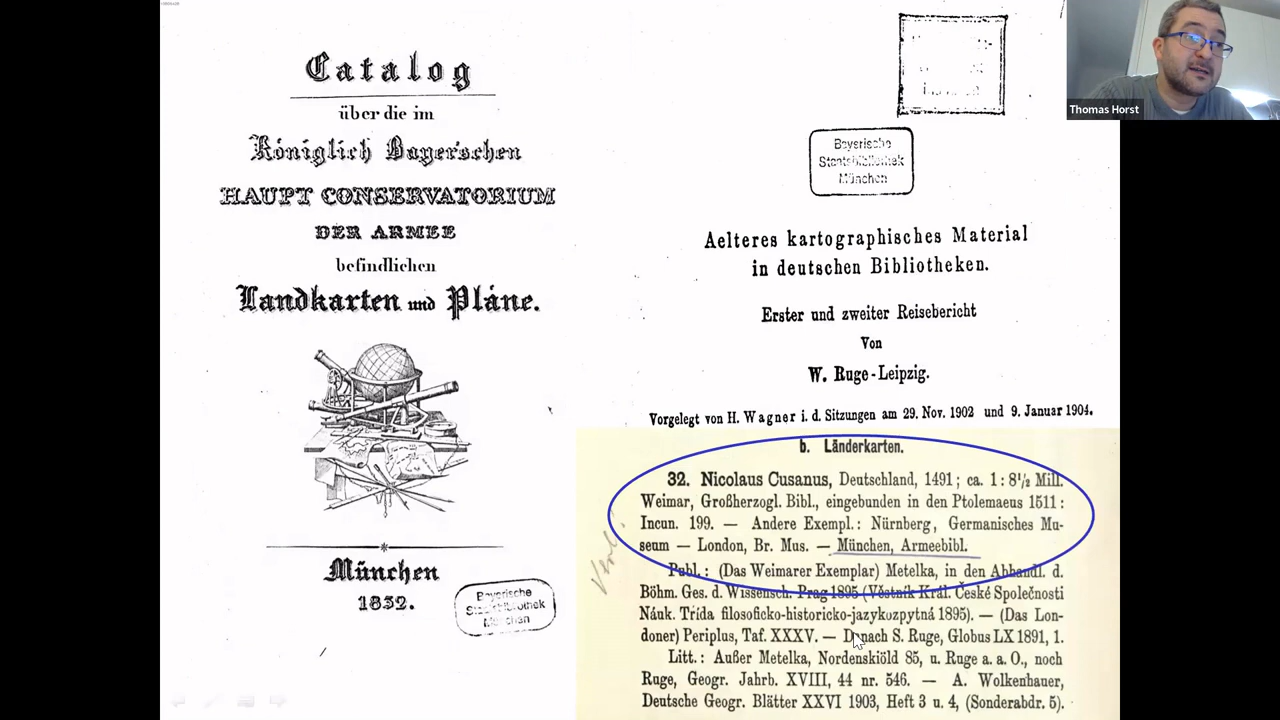 Catalog
über die im
Königlich Bayer'schen
HAUPT CONSERVATORIUM
DER ARMEE
befindlichen
Landkarten und Pläne.
München
1832.
Bayerische
Staatsbibliothek
München
Bayerische
Staatsbibliothek
München
Aelteres kartographisches Material
in deutschen Bibliotheken.
Erster und zweiter Reisebericht
Von
W. Ruge-Leipzig.
Vorgelegt von H. Wagner i. d. Sitzungen am 29. Nov. 1902 und 9. Januar 1904.
b. Länderkarten.
32. Nicolaus Cusanus, Deutschland, 1491; ca. 1:8½ Mill.
Weimar, Großherzogl. Bibl., eingebunden in den Ptolemaeus 1511:
Incun. 199. — Andere Exempl.: Nürnberg, Germanisches Mu-
seum — London, Br. Mus. — München, Armeebibl.
Publ.: (Das Weimarer Exemplar) Metelka, in den Abhandl. d.
Böhm. Ges. d. Wissensch. Prag 1895 (Věstník Král. České Společnosti
Náuk. Trída filosoficko-historicko-jazykozpytná 1895). — (Das Lon-
doner) Periplus, Taf. XXXV. — Danach S. Ruge, Globus LX 1891, 1.
Litt.: Außer Metelka, Nordenskiöld 85, u. Ruge a. a. O., noch
Ruge, Geogr. Jahrb. XVIII, 44 nr. 546. — A. Wolkenhauer,
Deutsche Geogr. Blätter XXVI 1903, Heft 3 u. 4, (Sonderabdr. 5).
Thomas Horst